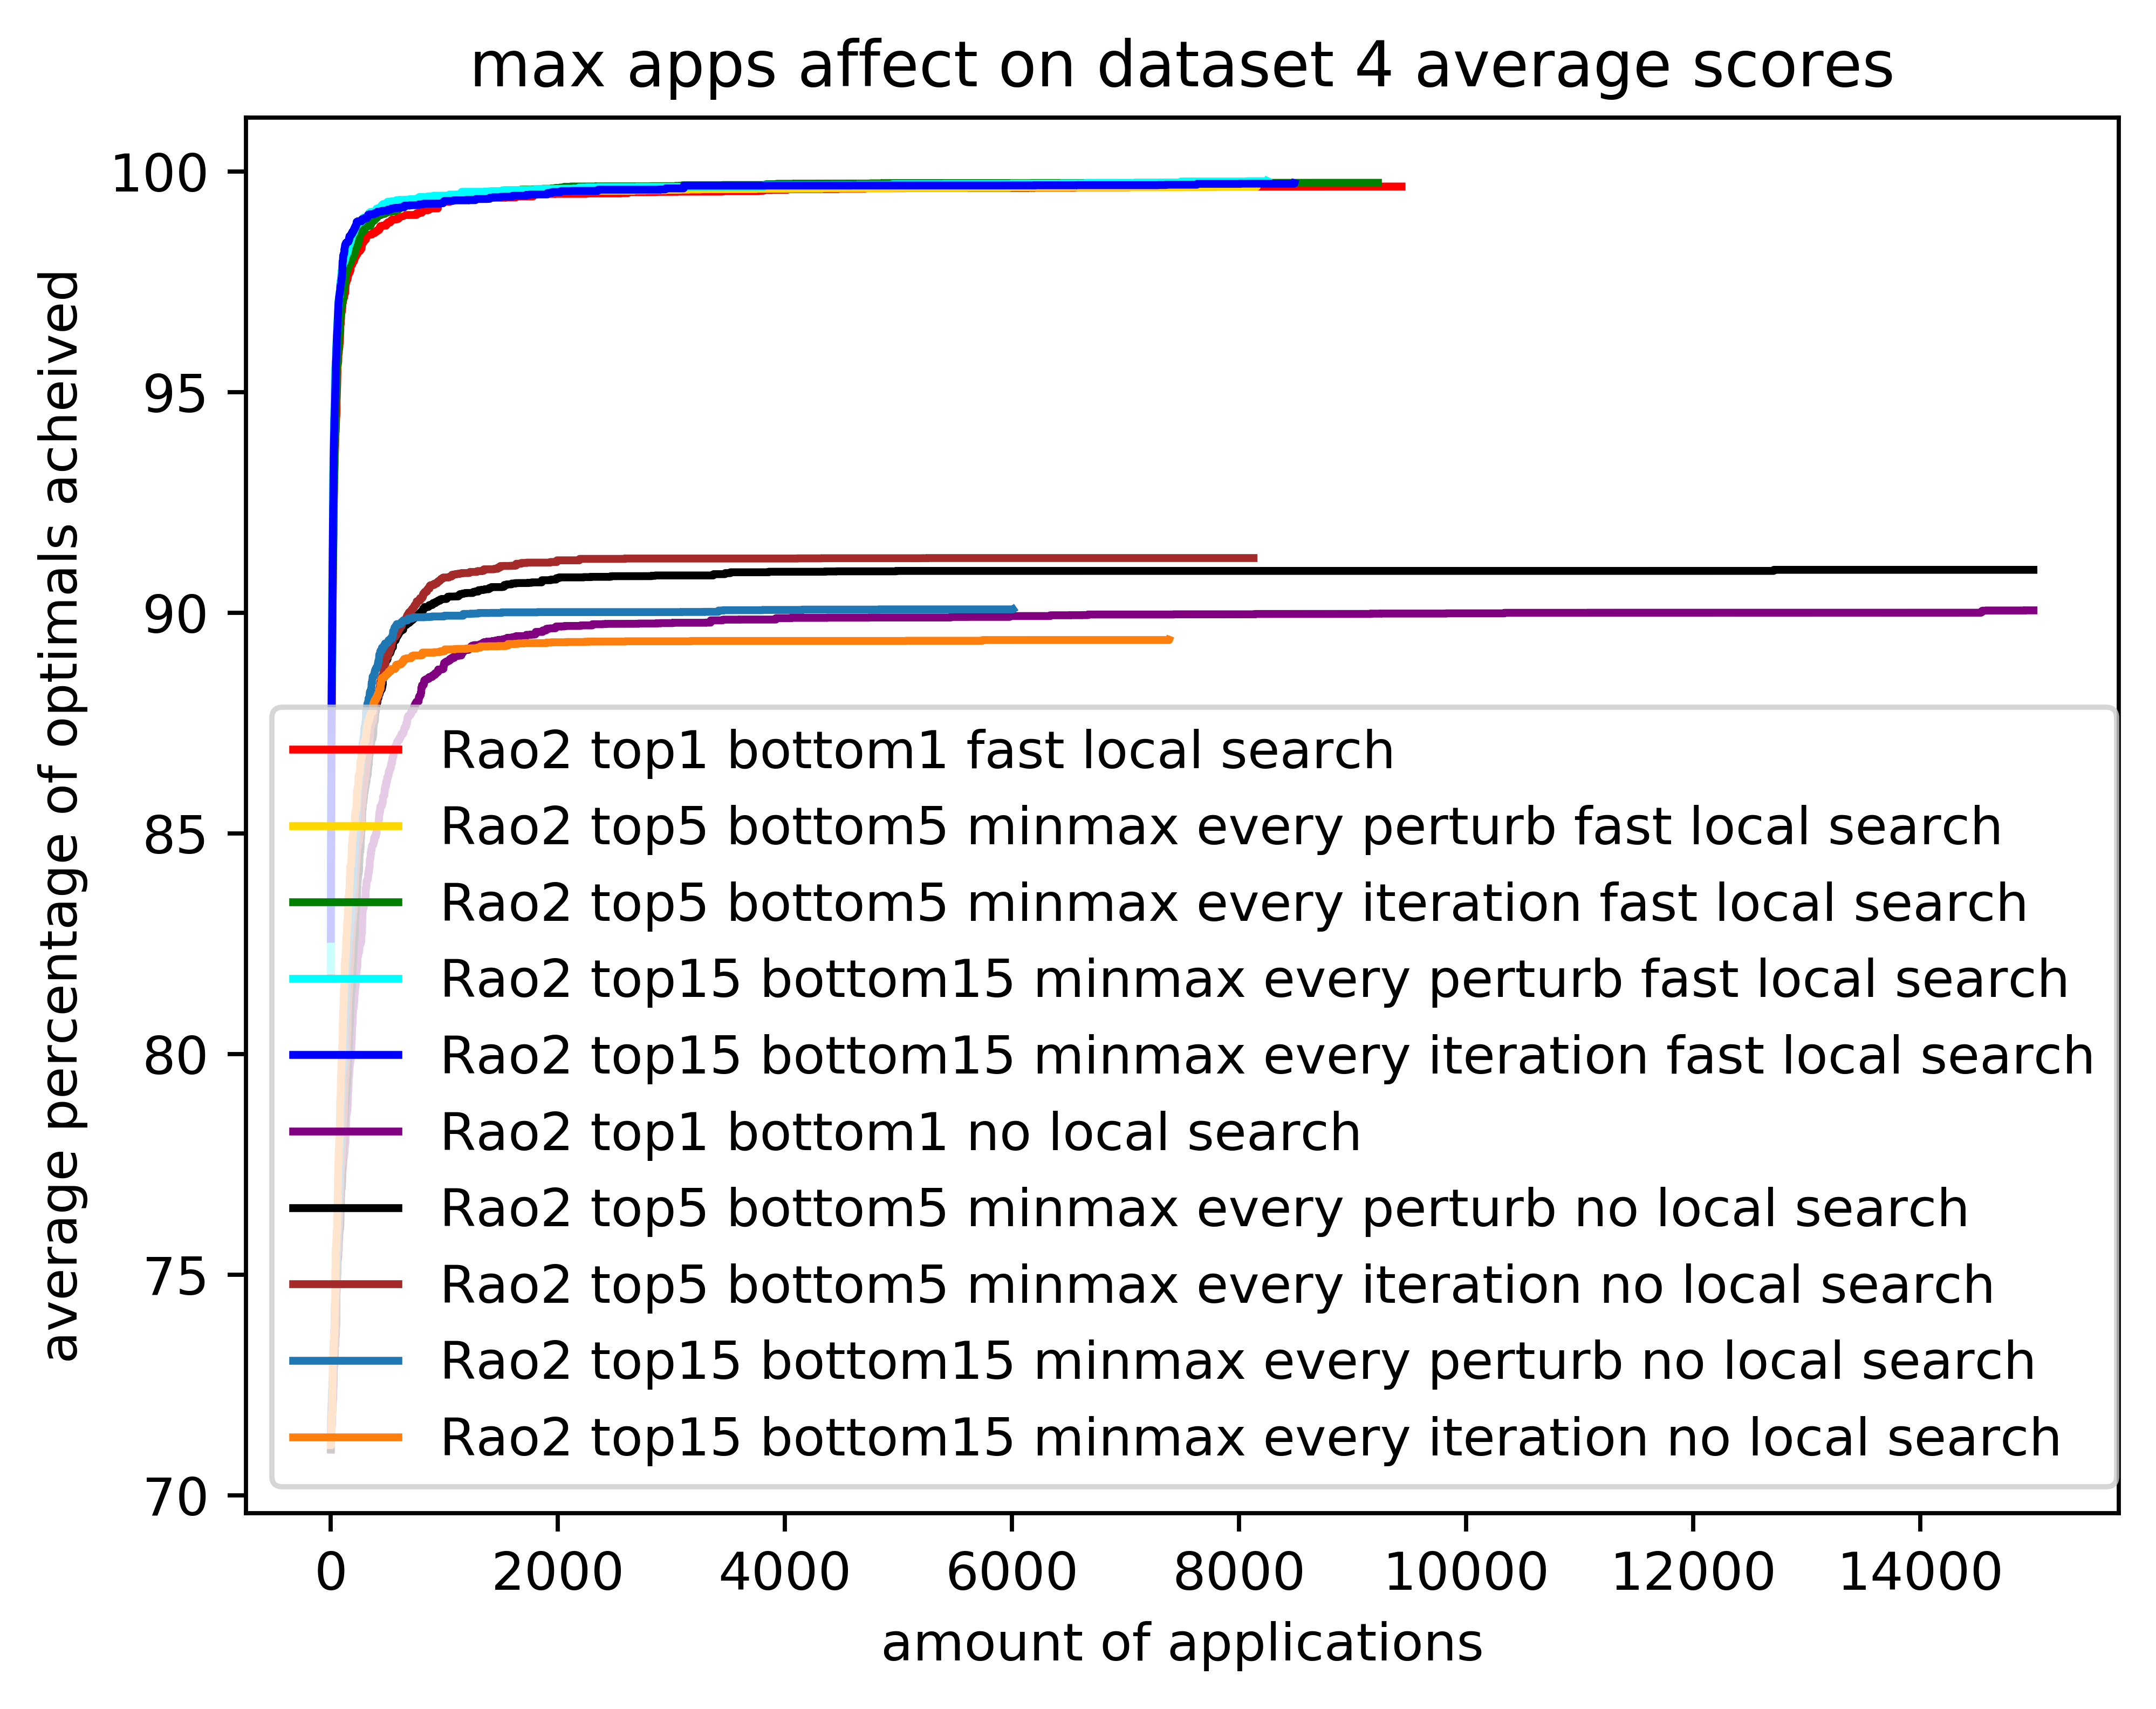 max apps affect on dataset 4 average scores
average percentage of optimals acheived
100
95
90
85
80
75
70
Rao2 top1 bottom1 fast local search
Rao2 top5 bottom5 minmax every perturb fast local search
Rao2 top5 bottom5 minmax every iteration fast local search
Rao2 top15 bottom15 minmax every perturb fast local search
Rao2 top15 bottom15 minmax every iteration fast local search
Rao2 top1 bottom1 no local search
Rao2 top5 bottom5 minmax every perturb no local search
Rao2 top5 bottom5 minmax every iteration no local search
Rao2 top15 bottom15 minmax every perturb no local search
Rao2 top15 bottom15 minmax every iteration no local search
0 2000 4000 6000 8000 10000 12000 14000
amount of applications